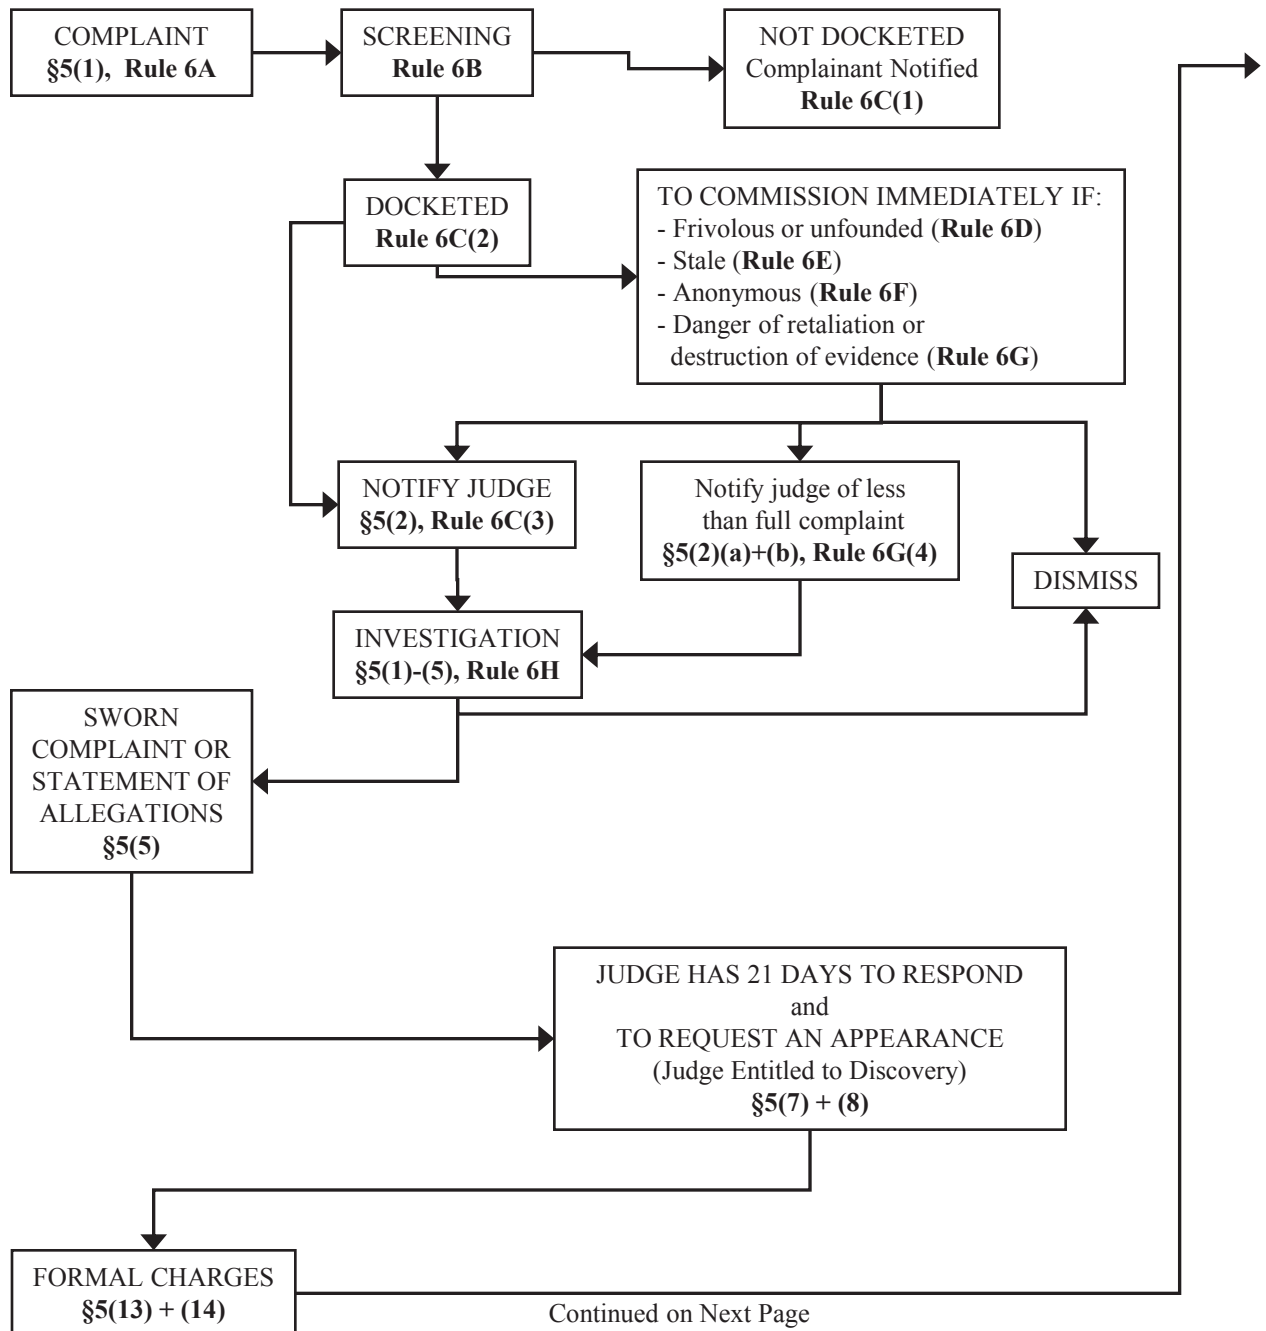 COMPLAINT
§5(1), Rule 6A
SCREENING
Rule 6B
NOT DOCKETED
Complainant Notified
Rule 6C(1)
DOCKETED
Rule 6C(2)
TO COMMISSION IMMEDIATELY IF:
- Frivolous or unfounded (Rule 6D)
- Stale (Rule 6E)
- Anonymous (Rule 6F)
- Danger of retaliation or
destruction of evidence (Rule 6G)
NOTIFY JUDGE
§5(2), Rule 6C(3)
Notify judge of less
than full complaint
§5(2)(a)+(b), Rule 6G(4)
DISMISS
INVESTIGATION
§5(1)-(5), Rule 6H
SWORN
COMPLAINT OR
STATEMENT OF
ALLEGATIONS
§5(5)
JUDGE HAS 21 DAYS TO RESPOND
and
TO REQUEST AN APPEARANCE
(Judge Entitled to Discovery)
§5(7) + (8)
FORMAL CHARGES
§5(13) + (14)
Continued on Next Page